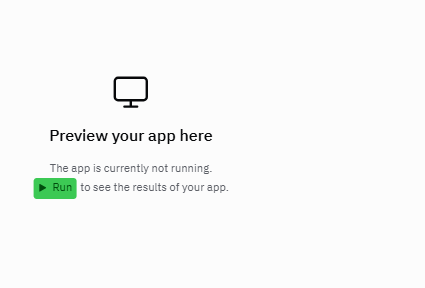 Preview your app here
The app is currently not running.
Run to see the results of your app.